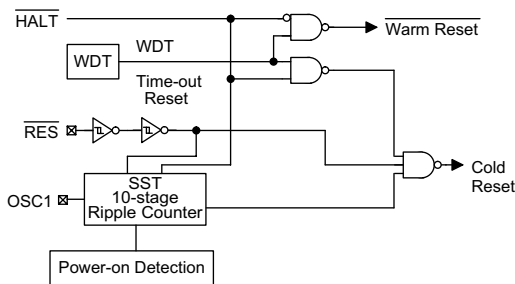 HALT
Warm Reset
WDT
WDT
Time-out
Reset
RES
Cold
Reset
OSC1
SST
10-stage
Ripple Counter
Power-on Detection